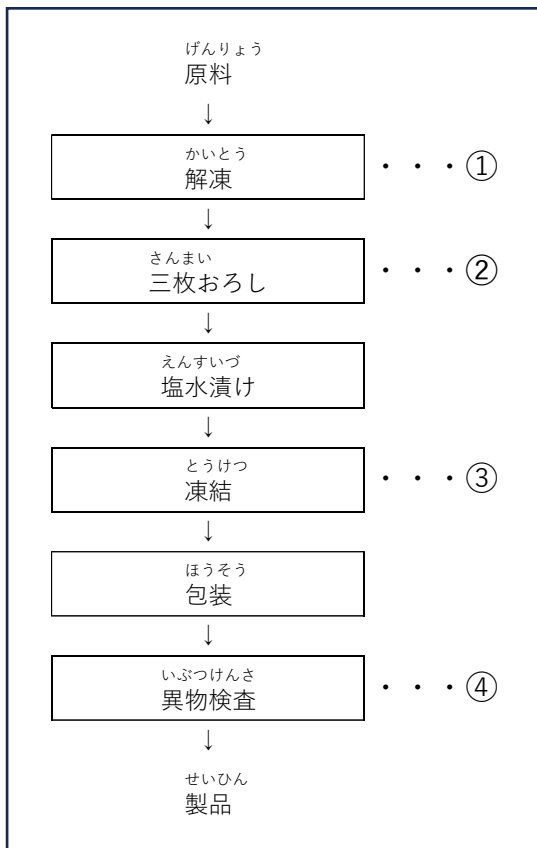 げんりょう
原料
↓
かいとう
解凍 ・・・①
↓
さんまい
三枚おろし ・・・②
↓
えんすいづ
塩水漬け
↓
とうけつ
凍結 ・・・③
↓
ほうそう
包装
↓
いぶつけんさ
異物検査 ・・・④
↓
せいひん
製品